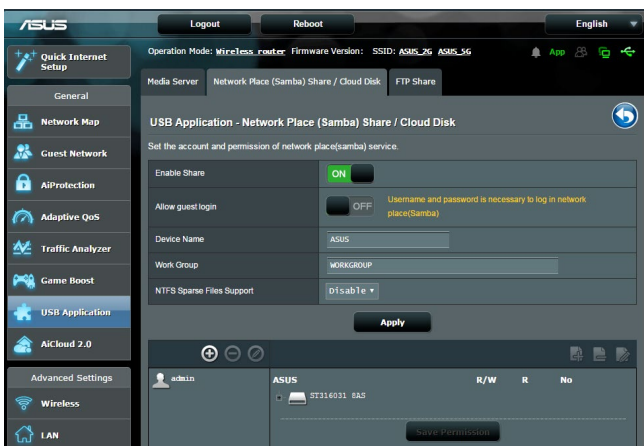 ASUS
Logout
Reboot
English
Quick Internet
Setup
Operation Mode: Wireless router Firmware Version: SSID: ASUS_2G ASUS_5G
App
Media Server
Network Place (Samba) Share / Cloud Disk
FTP Share
General
Network Map
Guest Network
AiProtection
Adaptive QoS
Traffic Analyzer
Game Boost
USB Application
AiCloud 2.0
Advanced Settings
Wireless
LAN
USB Application - Network Place (Samba) Share / Cloud Disk
Set the account and permission of network place(samba) service.
Enable Share
ON
Allow guest login
OFF
Username and password is necessary to log in network
place(Samba)
Device Name
ASUS
Work Group
WORKGROUP
NTFS Sparse Files Support
Disable
Apply
admin
ASUS
R/W
R
No
ST316031 8AS
Save Permission